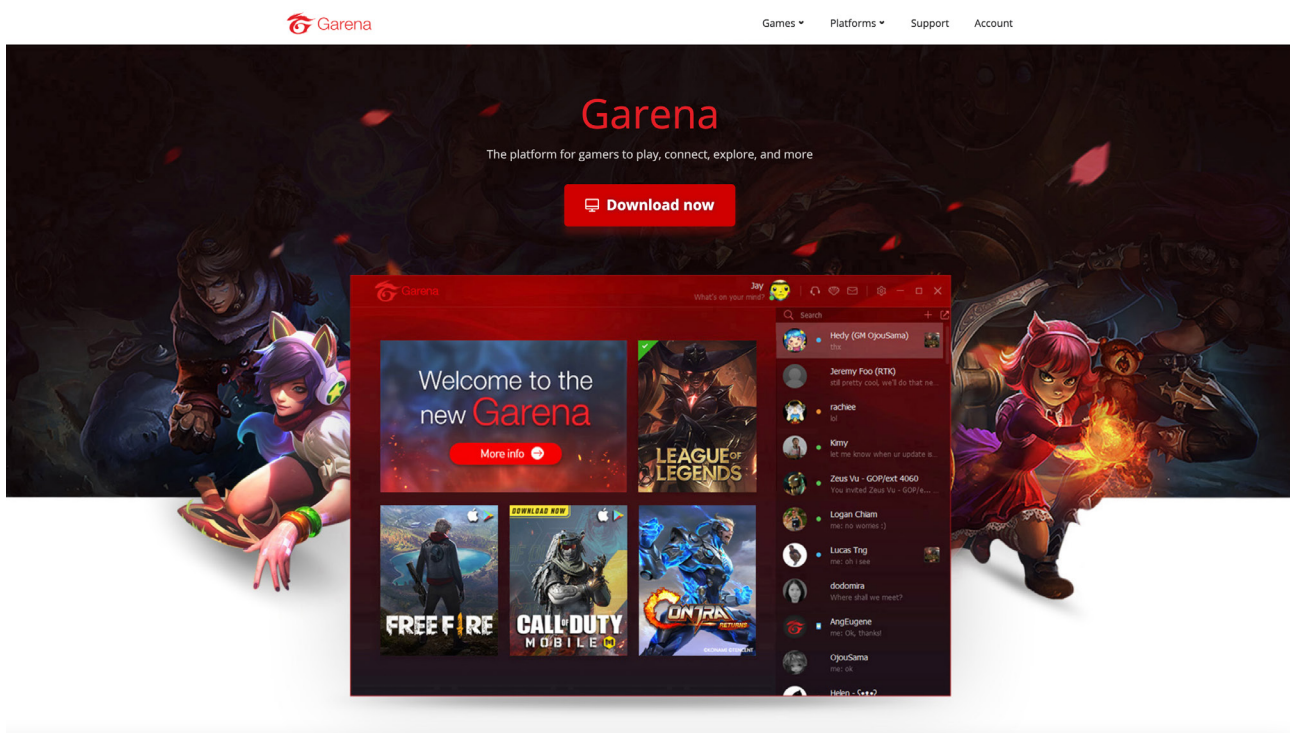 Garena
Games
Platforms
Support
Account
Garena
The platform for gamers to play, connect, explore, and more
Download now
Garena
Jay
What's on your mind?
Search
Welcome to the
new Garena
More info
LEAGUE OF
LEGENDS
FREE FIRE
DOWNLOAD NOW
CALL OF DUTY
MOBILE
CONTRA
RETURNS
©KONAMI ©TENCENT
Hedy (GM OjouSama)
thx
Jeremy Foo (RTK)
still pretty cool, we'll do that ne...
rachiee
lol
Kimy
let me know when ur update is...
Zeus Vu - GOP/ext 4060
You invited Zeus Vu - GOP/e...
Logan Chiam
me: no worries :)
Lucas Tng
me: oh i see
dodomira
Where shall we meet?
AngEugene
me: Ok, thanks!
OjouSama
me: ok
Helen -